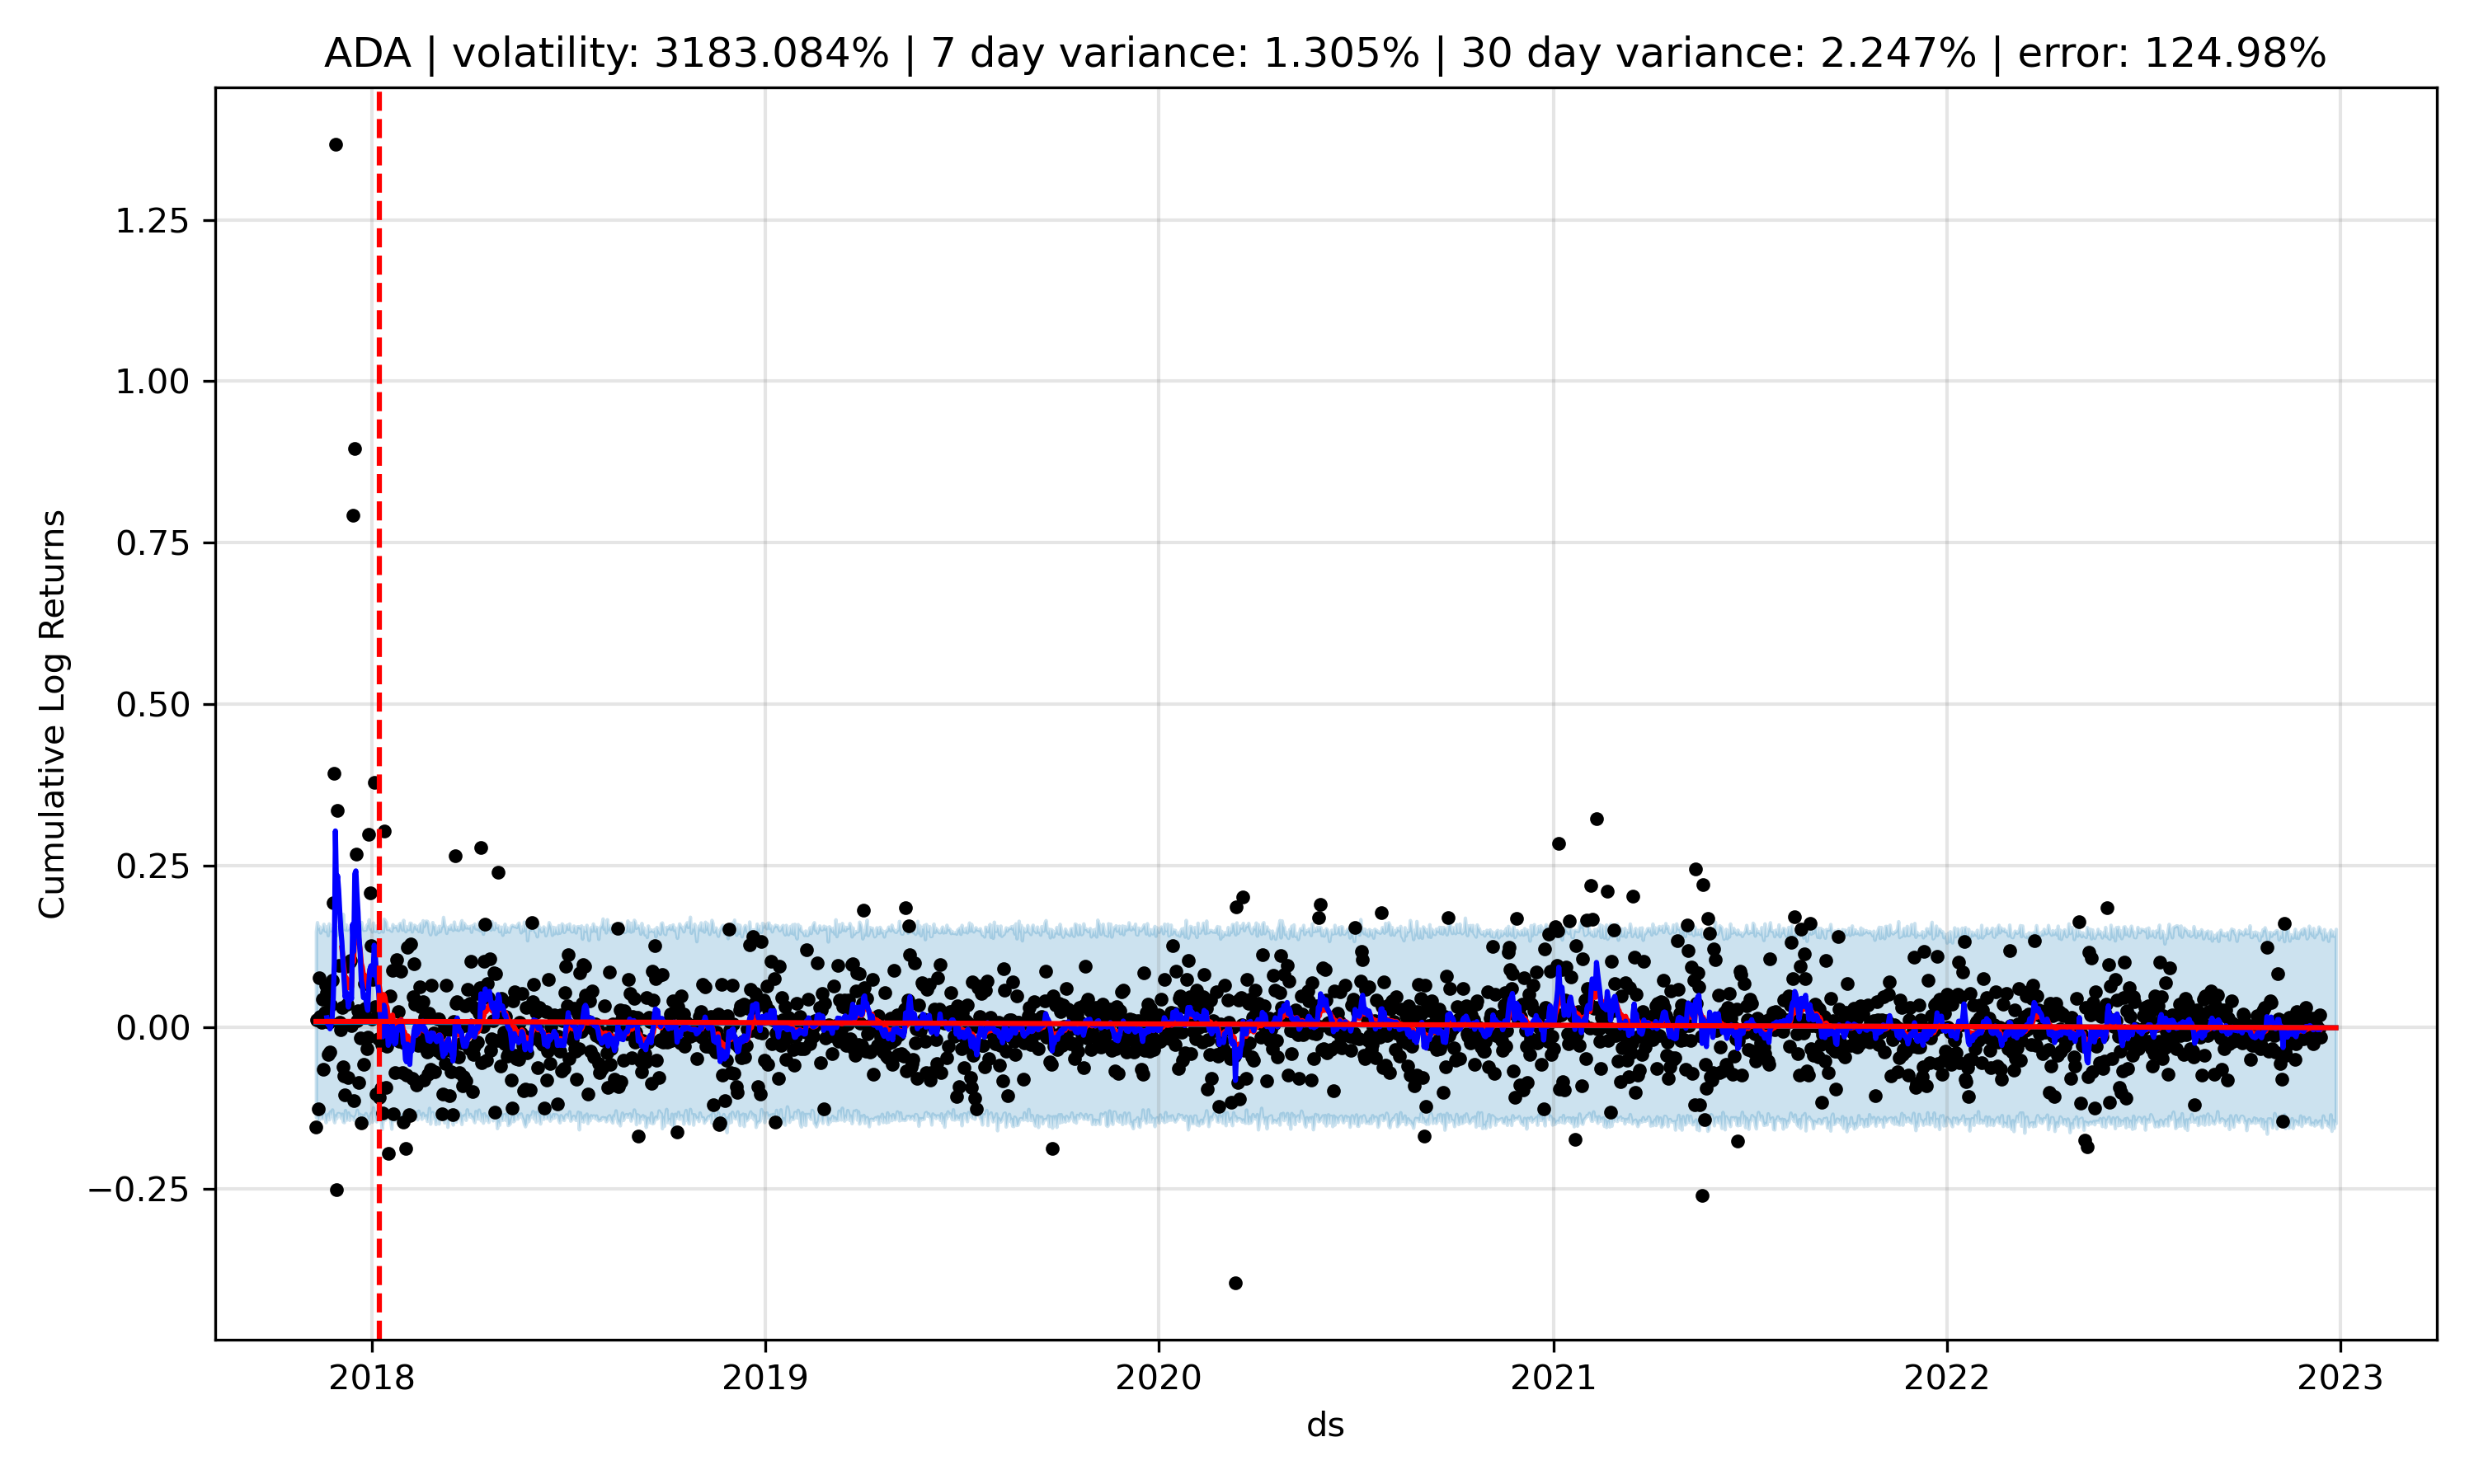 ADA | volatility: 3183.084% | 7 day variance: 1.305% | 30 day variance: 2.247% | error: 124.98%
Cumulative Log Returns
1.25
1.00
0.75
0.50
0.25
0.00
−0.25
2018 2019 2020 2021 2022 2023
ds